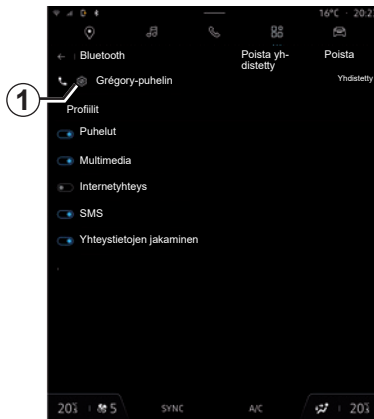 16°C · 20:2
← Bluetooth
Poista yh-
distetty
Poista
1
Grégory-puhelin
Yhdistetty
Profiilit
Puhelut
Multimedia
Internetyhteys
SMS
Yhteystietojen jakaminen
20 5 SYNC A/C 20